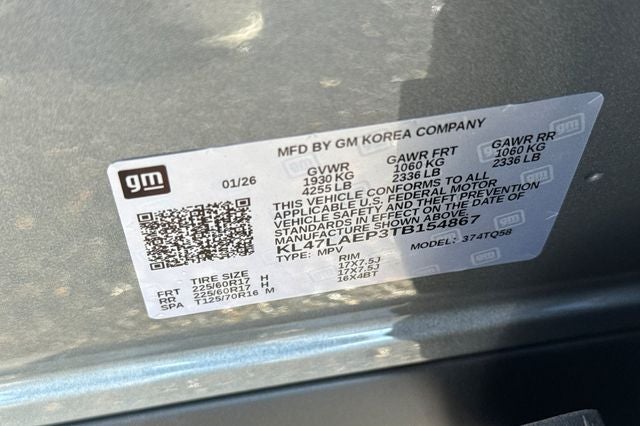 MFD BY GM KOREA COMPANY
gm
01/26
GVWR GAWR FRT GAWR RR
1930 KG 1060 KG 1060 KG
4255 LB 2336 LB 2336 LB
THIS VEHICLE CONFORMS TO ALL
APPLICABLE U.S. FEDERAL MOTOR
VEHICLE SAFETY AND THEFT PREVENTION
STANDARDS IN EFFECT ON THE DATE OF
MANUFACTURE SHOWN ABOVE.
KL47LAEP3TB154867
TYPE: MPV MODEL: 374TQ58
TIRE SIZE RIM
FRT 225/60R17 H 17X7.5J
RR 225/60R17 H 17X7.5J
SPA T125/70R16 M 16X4BT